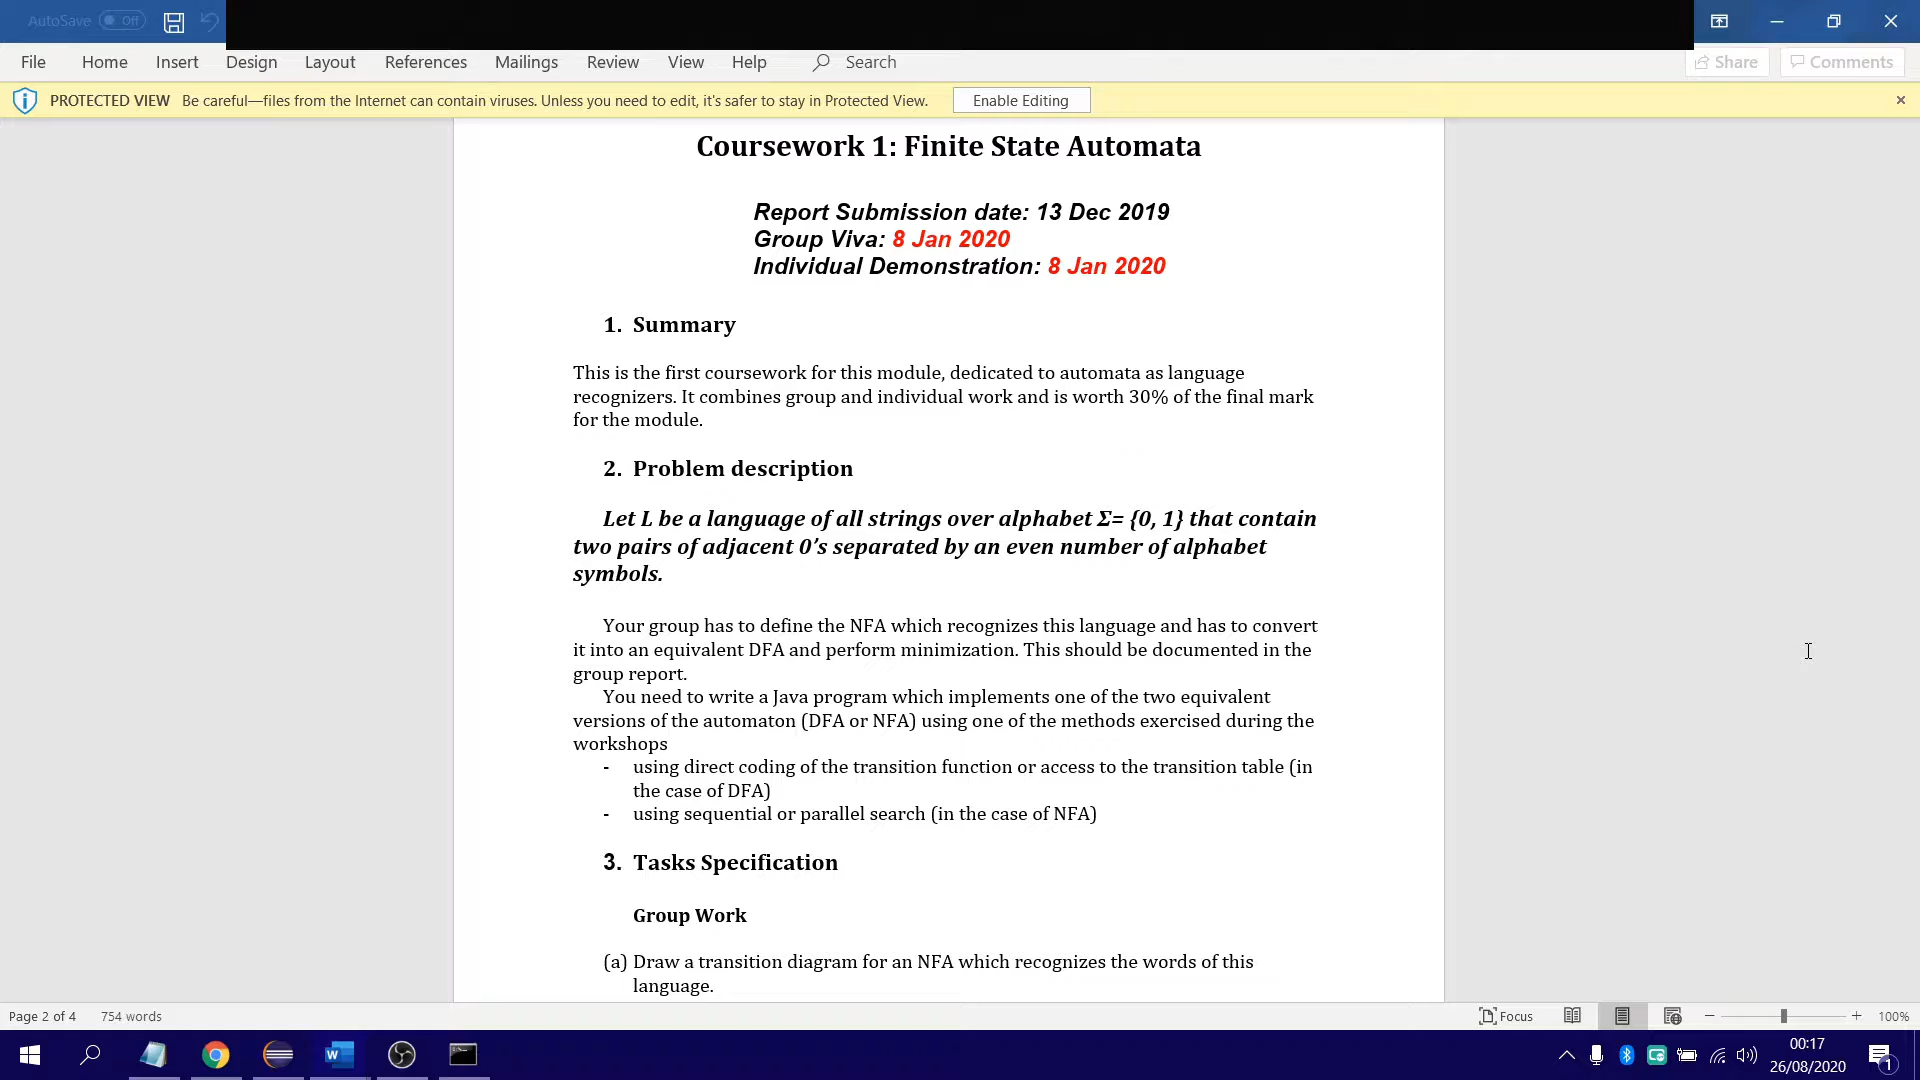 AutoSave Off
File Home Insert Design Layout References Mailings Review View Help Search Share Comments
PROTECTED VIEW Be careful—files from the Internet can contain viruses. Unless you need to edit, it's safer to stay in Protected View. Enable Editing
Coursework 1: Finite State Automata
Report Submission date: 13 Dec 2019
Group Viva: 8 Jan 2020
Individual Demonstration: 8 Jan 2020
1. Summary
This is the first coursework for this module, dedicated to automata as language
recognizers. It combines group and individual work and is worth 30% of the final mark
for the module.
2. Problem description
Let L be a language of all strings over alphabet Σ= {0, 1} that contain
two pairs of adjacent 0’s separated by an even number of alphabet
symbols.
Your group has to define the NFA which recognizes this language and has to convert
it into an equivalent DFA and perform minimization. This should be documented in the
group report.
You need to write a Java program which implements one of the two equivalent
versions of the automaton (DFA or NFA) using one of the methods exercised during the
workshops
- using direct coding of the transition function or access to the transition table (in
the case of DFA)
- using sequential or parallel search (in the case of NFA)
3. Tasks Specification
Group Work
(a) Draw a transition diagram for an NFA which recognizes the words of this
language.
Page 2 of 4 754 words Focus 100%
00:17
26/08/2020
1